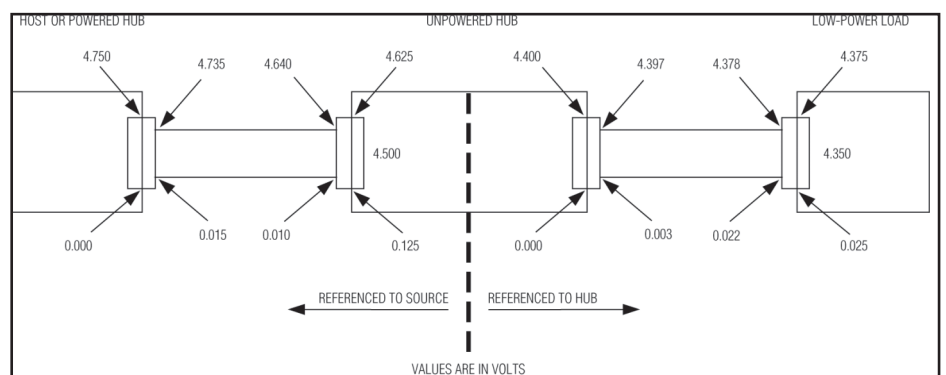 HOST OR POWERED HUB UNPOWERED HUB LOW-POWER LOAD
4.750 4.735 4.640 4.625 4.400 4.397 4.378 4.375
4.500 4.350
0.000 0.015 0.010 0.125 0.000 0.003 0.022 0.025
REFERENCED TO SOURCE REFERENCED TO HUB
VALUES ARE IN VOLTS